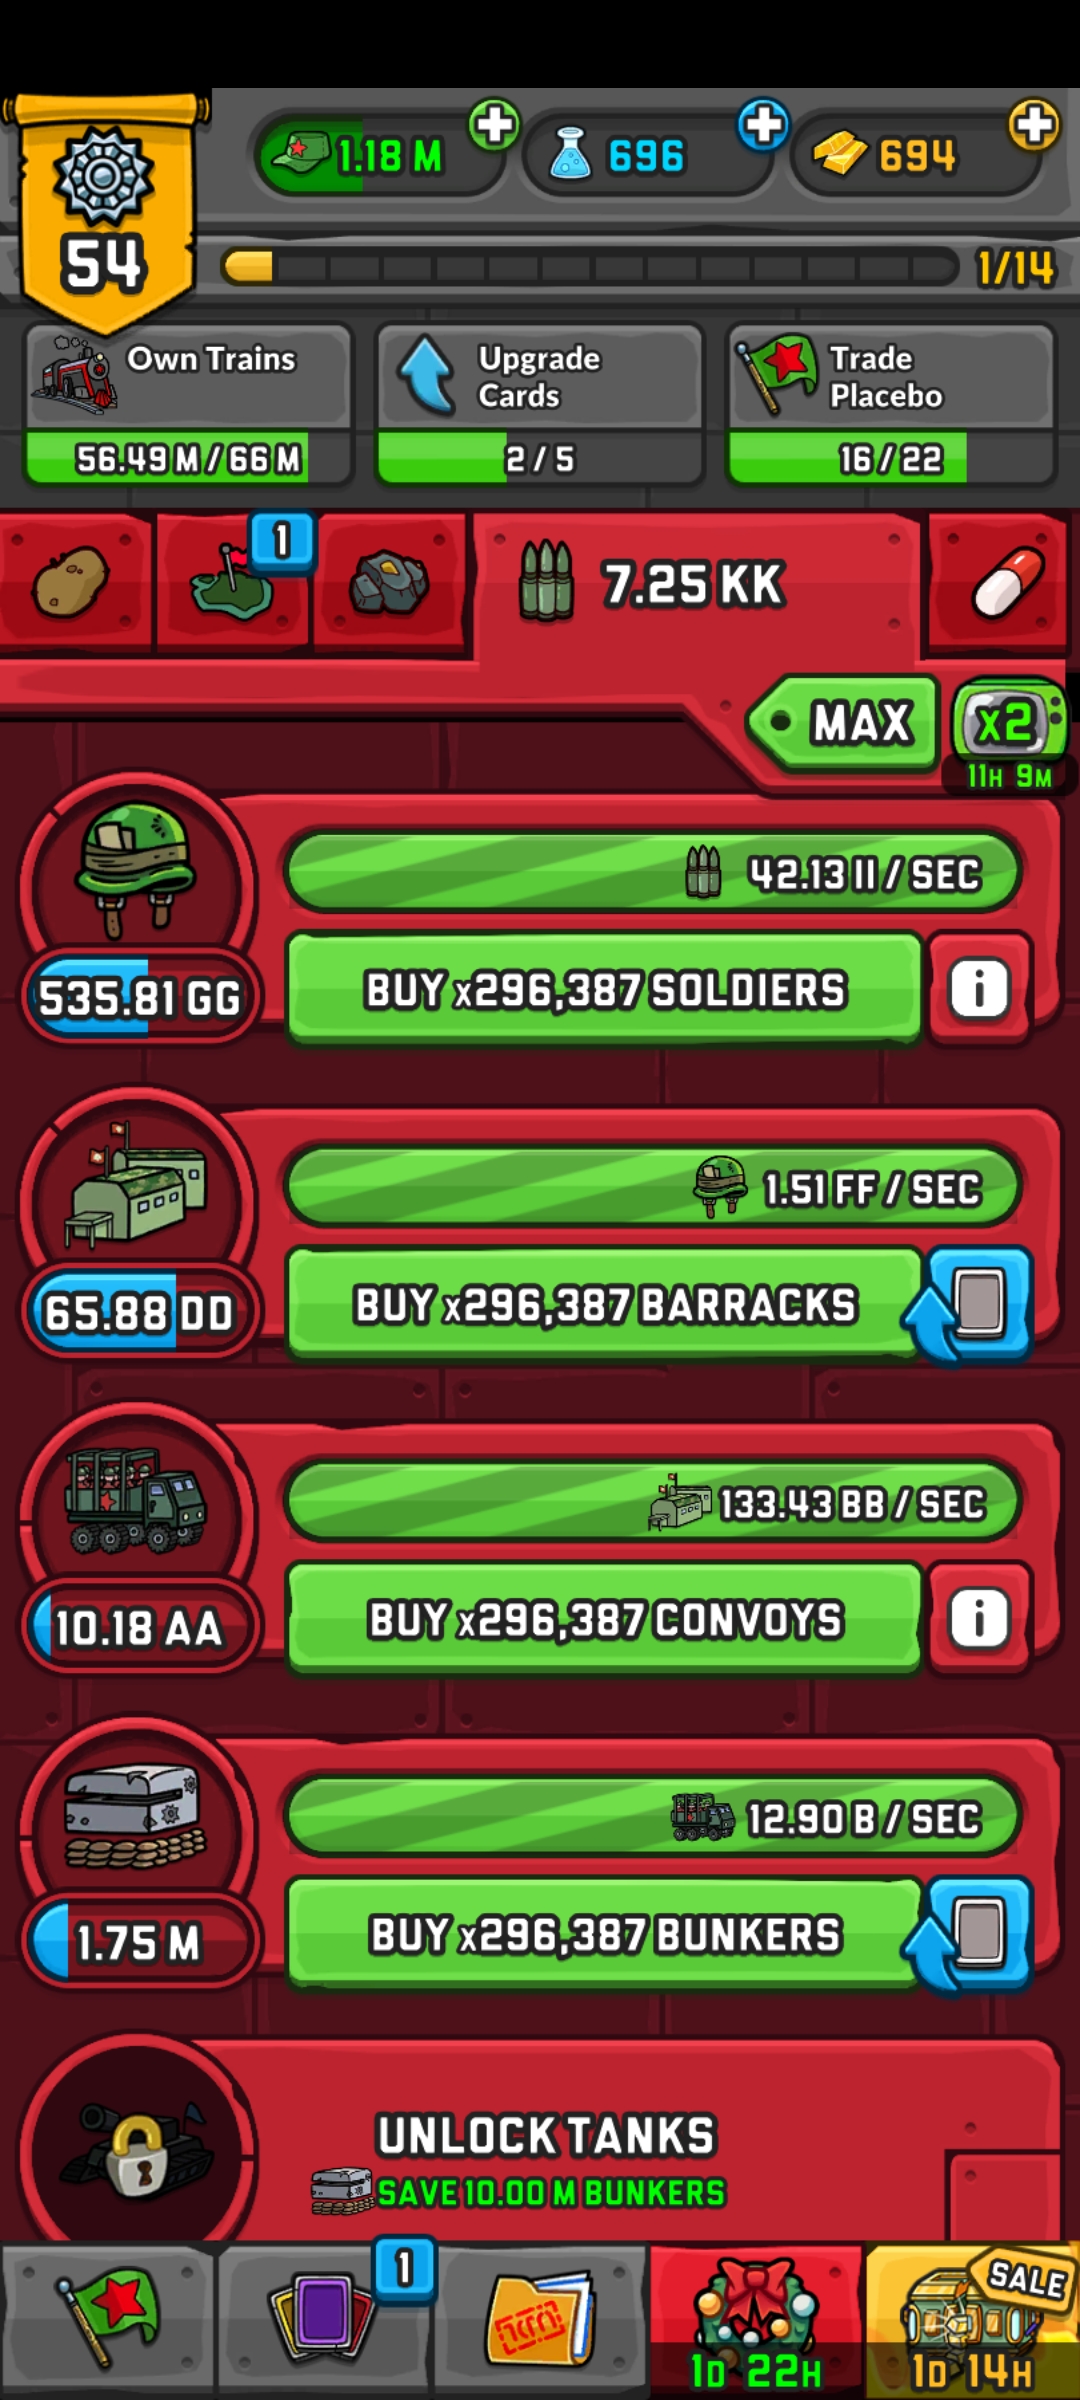 1.18 M
696
694
54
1/14
Own Trains
56.49 M / 66 M
Upgrade
Cards
2 / 5
Trade
Placebo
16 / 22
1
7.25 KK
MAX
x2
11H 9M
42.13 II / SEC
535.81 GG
BUY x296,387 SOLDIERS
i
1.51 FF / SEC
65.88 DD
BUY x296,387 BARRACKS
133.43 BB / SEC
10.18 AA
BUY x296,387 CONVOYS
i
12.90 B / SEC
1.75 M
BUY x296,387 BUNKERS
UNLOCK TANKS
SAVE 10.00 M BUNKERS
1
SALE
1D 22H
1D 14H